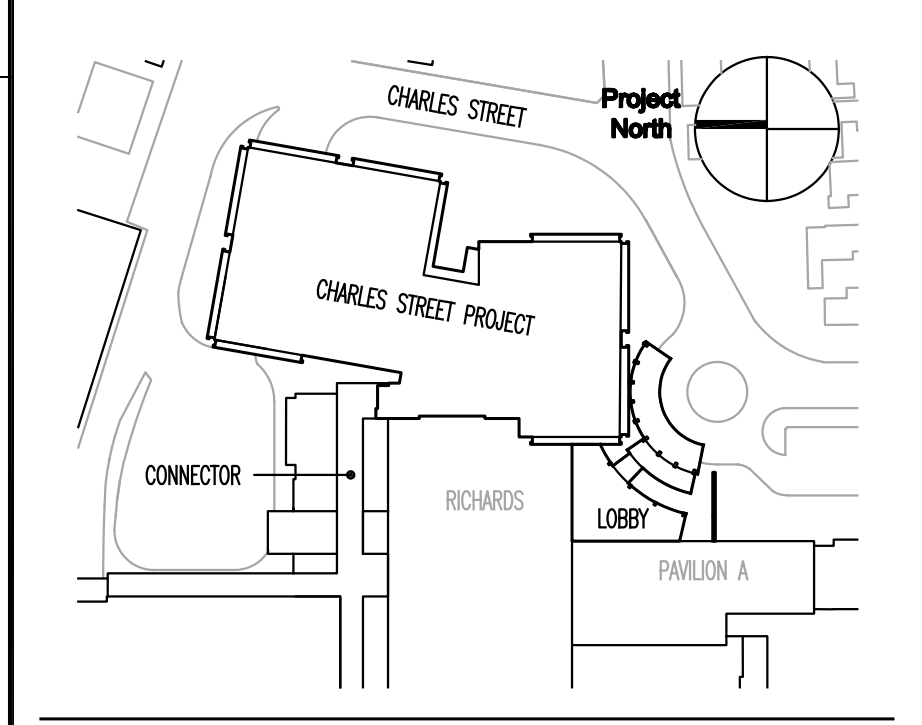 CHARLES STREET
Project
North
CHARLES STREET PROJECT
CONNECTOR
RICHARDS
LOBBY
PAVILION A